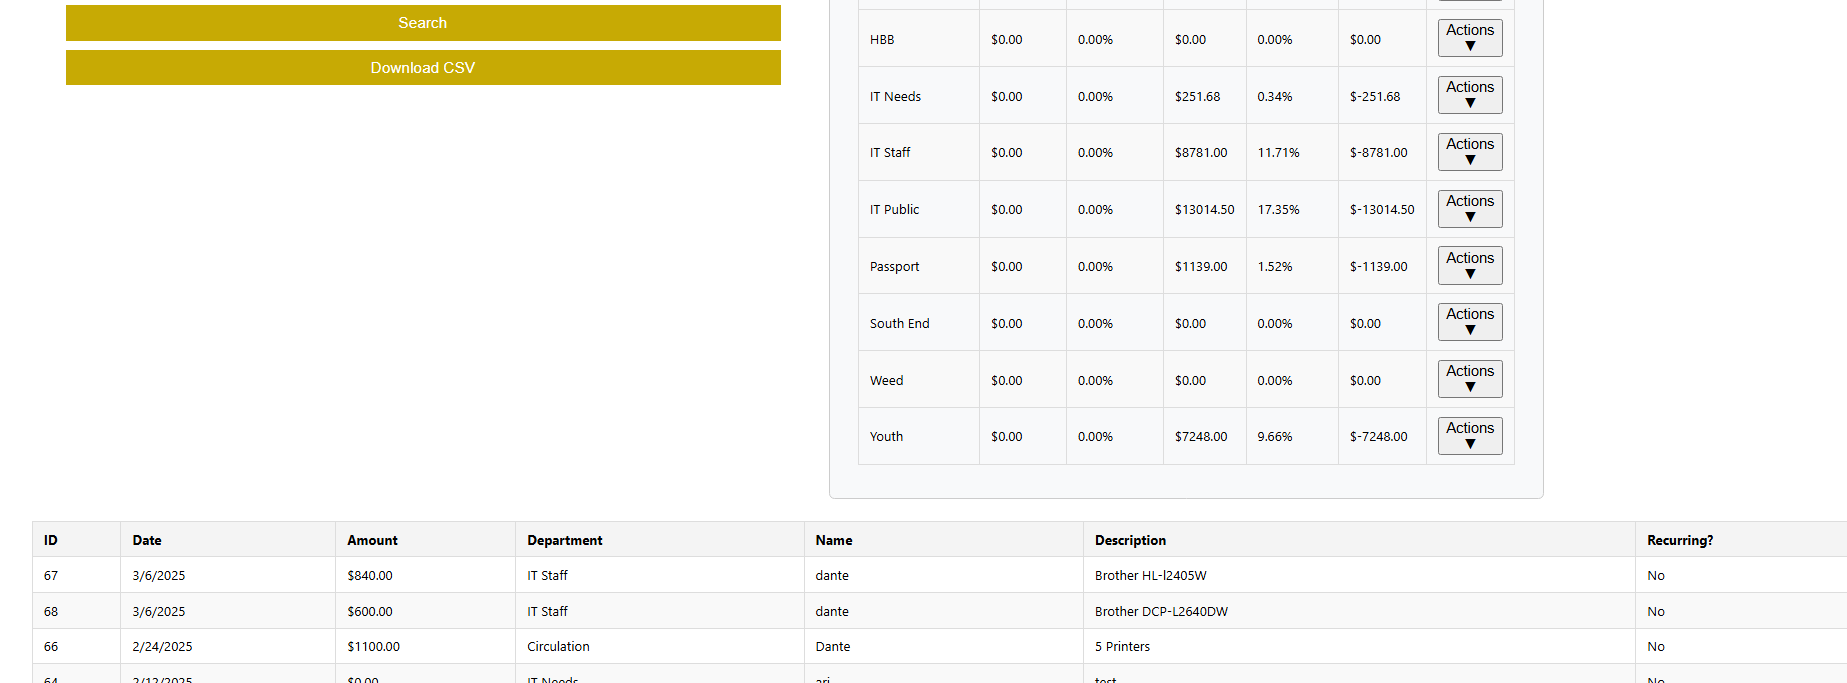 Search
Download CSV
HBB $0.00 0.00% $0.00 0.00% $0.00 Actions ▼
IT Needs $0.00 0.00% $251.68 0.34% $-251.68 Actions ▼
IT Staff $0.00 0.00% $8781.00 11.71% $-8781.00 Actions ▼
IT Public $0.00 0.00% $13014.50 17.35% $-13014.50 Actions ▼
Passport $0.00 0.00% $1139.00 1.52% $-1139.00 Actions ▼
South End $0.00 0.00% $0.00 0.00% $0.00 Actions ▼
Weed $0.00 0.00% $0.00 0.00% $0.00 Actions ▼
Youth $0.00 0.00% $7248.00 9.66% $-7248.00 Actions ▼
ID Date Amount Department Name Description Recurring?
67 3/6/2025 $840.00 IT Staff dante Brother HL-l2405W No
68 3/6/2025 $600.00 IT Staff dante Brother DCP-L2640DW No
66 2/24/2025 $1100.00 Circulation Dante 5 Printers No
64 2/12/2025 $0.00 IT Needs ari test No